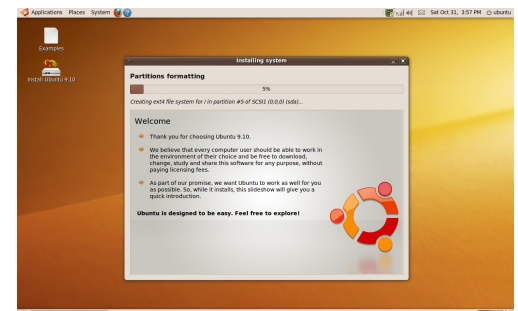 Applications Places System Sat Oct 31, 3:57 PM ubuntu
Examples
Install Ubuntu 9.10
Installing system
Partitions formatting
5%
Creating ext4 file system for / in partition #5 of SCSI1 (0,0,0) (sda)...
Welcome
Thank you for choosing Ubuntu 9.10.
We believe that every computer user should be able to work in
the environment of their choice and be free to download,
change, study and share this software for any purpose, without
paying licensing fees.
As part of our promise, we want Ubuntu to work as well for you
as possible. So, while it installs, this slideshow will give you a
quick introduction.
Ubuntu is designed to be easy. Feel free to explore!